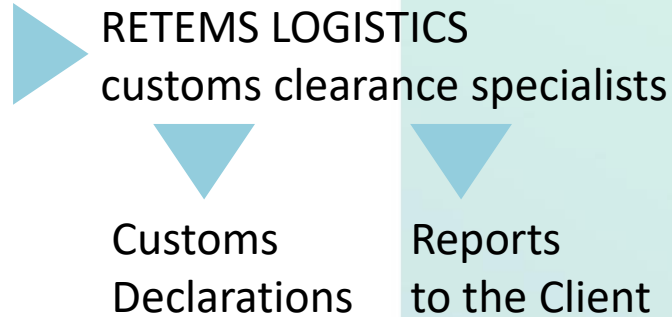 RETEMS LOGISTICS
customs clearance specialists
Customs
Declarations
Reports
to the Client